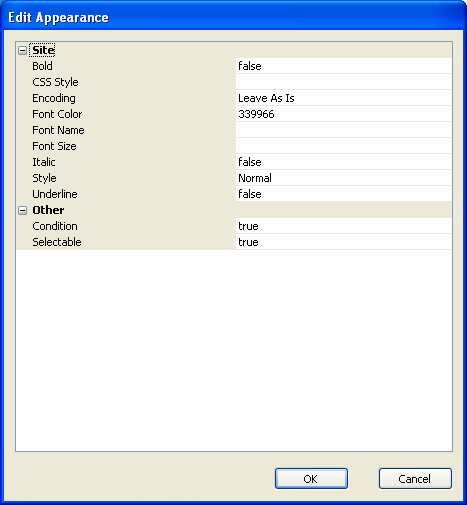 Edit Appearance
Site
Bold false
CSS Style
Encoding Leave As Is
Font Color 339966
Font Name
Font Size
Italic false
Style Normal
Underline false
Other
Condition true
Selectable true
OK Cancel